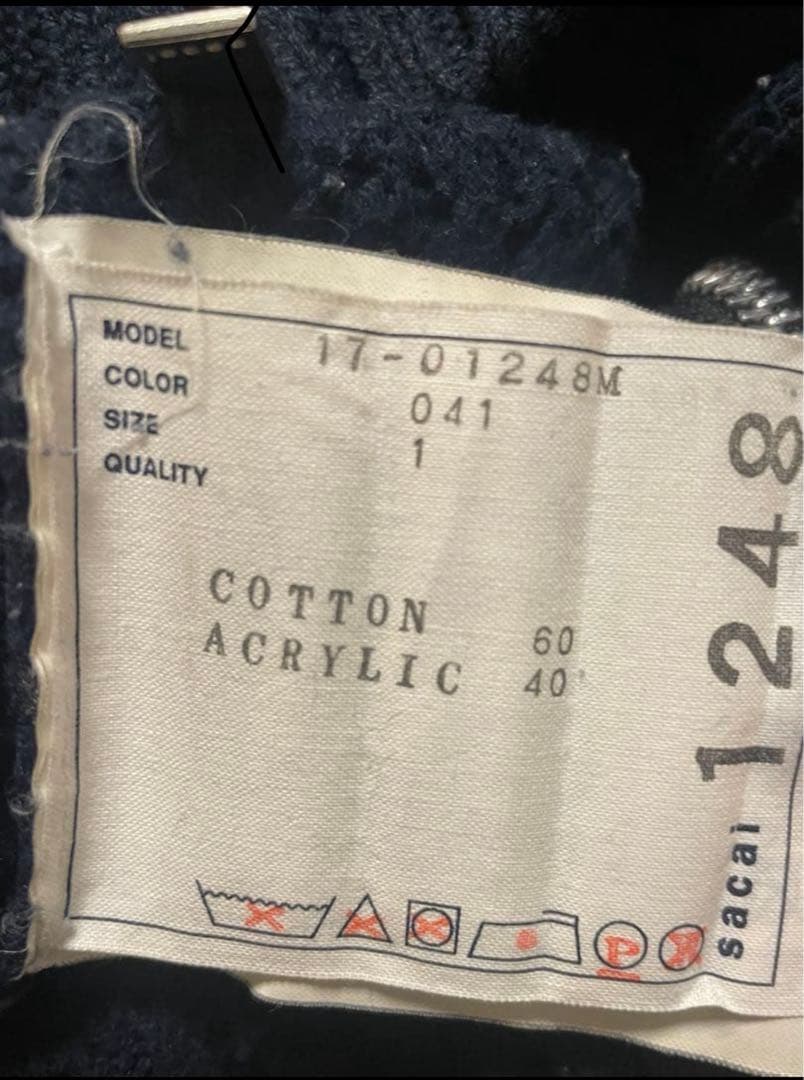 MODEL 17-01248M
COLOR 041
SIZE 1
QUALITY
COTTON 60
ACRYLIC 40
P
sacai 1248